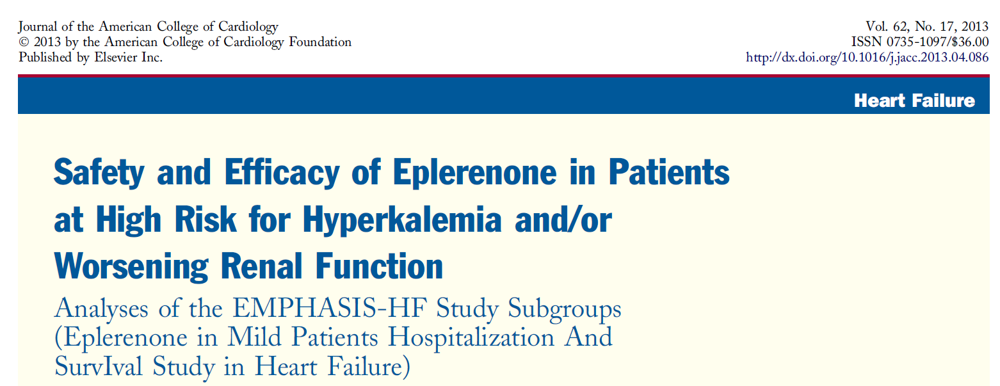 Journal of the American College of Cardiology
© 2013 by the American College of Cardiology Foundation
Published by Elsevier Inc.
Vol. 62, No. 17, 2013
ISSN 0735-1097/$36.00
http://dx.doi.org/10.1016/j.jacc.2013.04.086
Heart Failure
Safety and Efficacy of Eplerenone in Patients
at High Risk for Hyperkalemia and/or
Worsening Renal Function
Analyses of the EMPHASIS-HF Study Subgroups
(Eplerenone in Mild Patients Hospitalization And
SurvIval Study in Heart Failure)